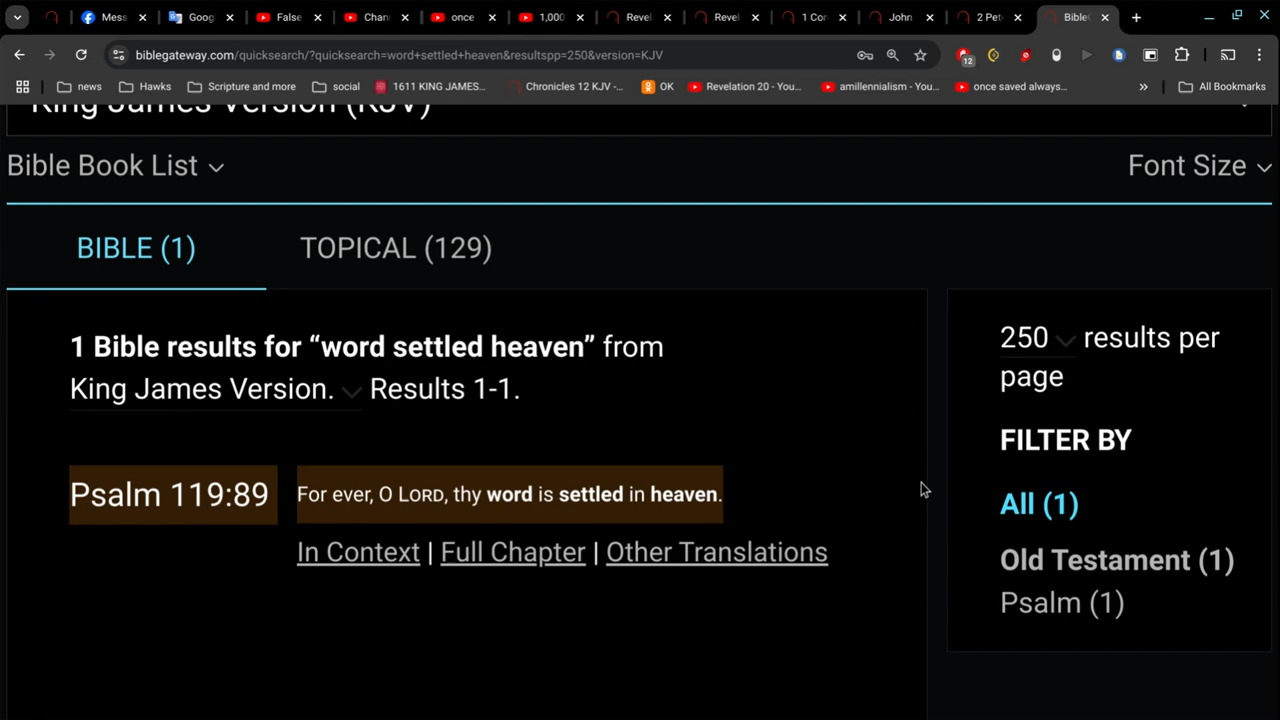 Mess
Goog
False
Chan
once
1,000
Revel
Revel
1 Con
John
2 Pet
Bible
biblegateway.com/quicksearch/?quicksearch=word+settled+heaven&resultspp=250&version=KJV
12
news
Hawks
Scripture and more
social
1611 KING JAMES...
Chronicles 12 KJV -...
OK
Revelation 20 - You...
amillennialism - You...
once saved always...
»
All Bookmarks
King James Version (KJV)
Bible Book List
Font Size
BIBLE (1)
TOPICAL (129)
1 Bible results for “word settled heaven” from
King James Version. Results 1-1.
Psalm 119:89
For ever, O LORD, thy word is settled in heaven.
In Context | Full Chapter | Other Translations
250 results per
page
FILTER BY
All (1)
Old Testament (1)
Psalm (1)